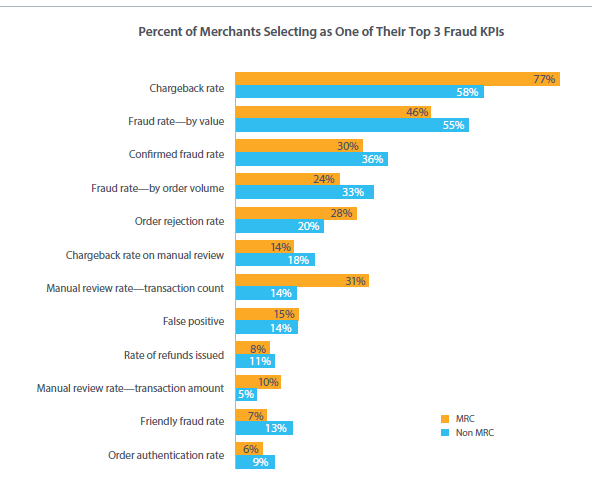 Percent of Merchants Selecting as One of Their Top 3 Fraud KPIs
Chargeback rate
77%
58%
Fraud rate—by value
46%
55%
Confirmed fraud rate
30%
36%
Fraud rate—by order volume
24%
33%
Order rejection rate
28%
20%
Chargeback rate on manual review
14%
18%
Manual review rate—transaction count
31%
14%
False positive
15%
14%
Rate of refunds issued
8%
11%
Manual review rate—transaction amount
10%
5%
Friendly fraud rate
7%
13%
Order authentication rate
6%
9%
MRC
Non MRC